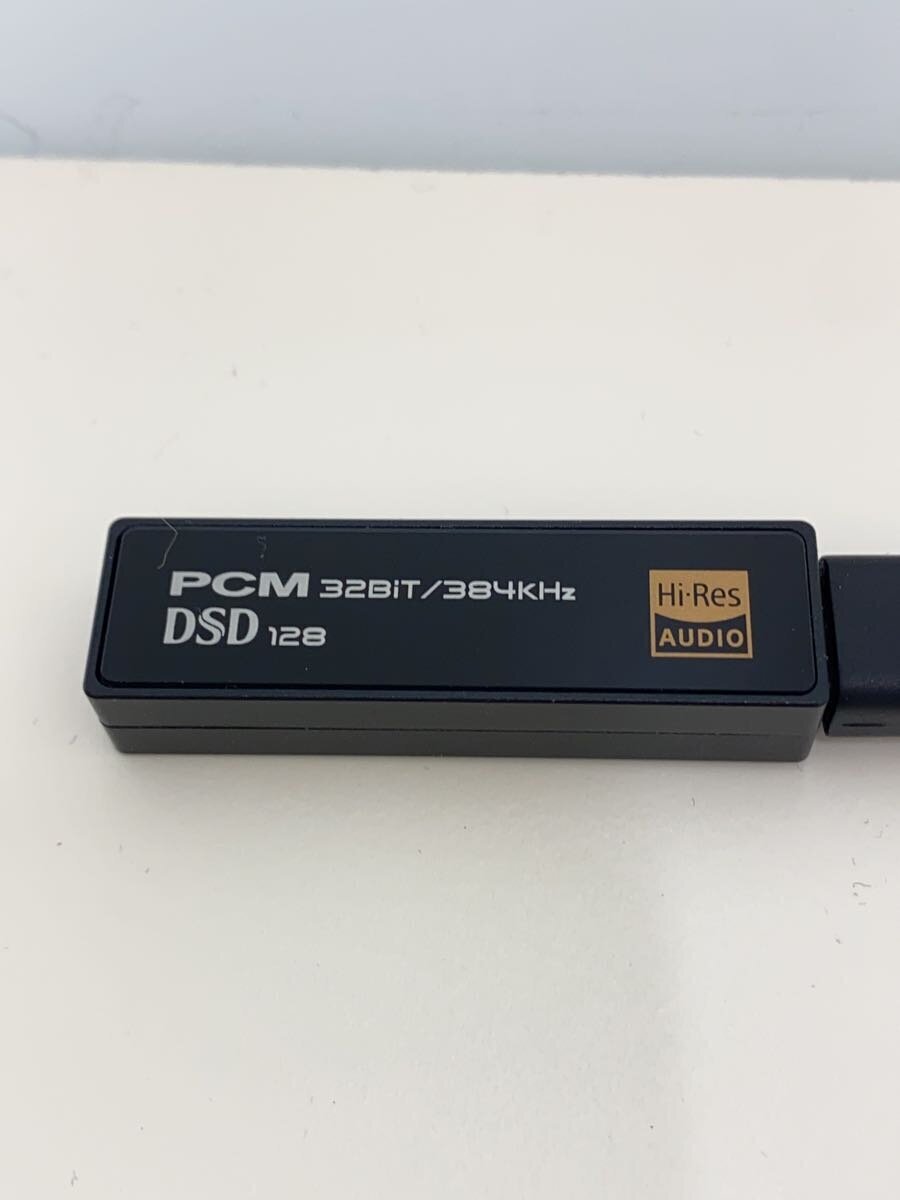 PCM 32BiT/384KHz
DSD 128
Hi-Res
AUDIO